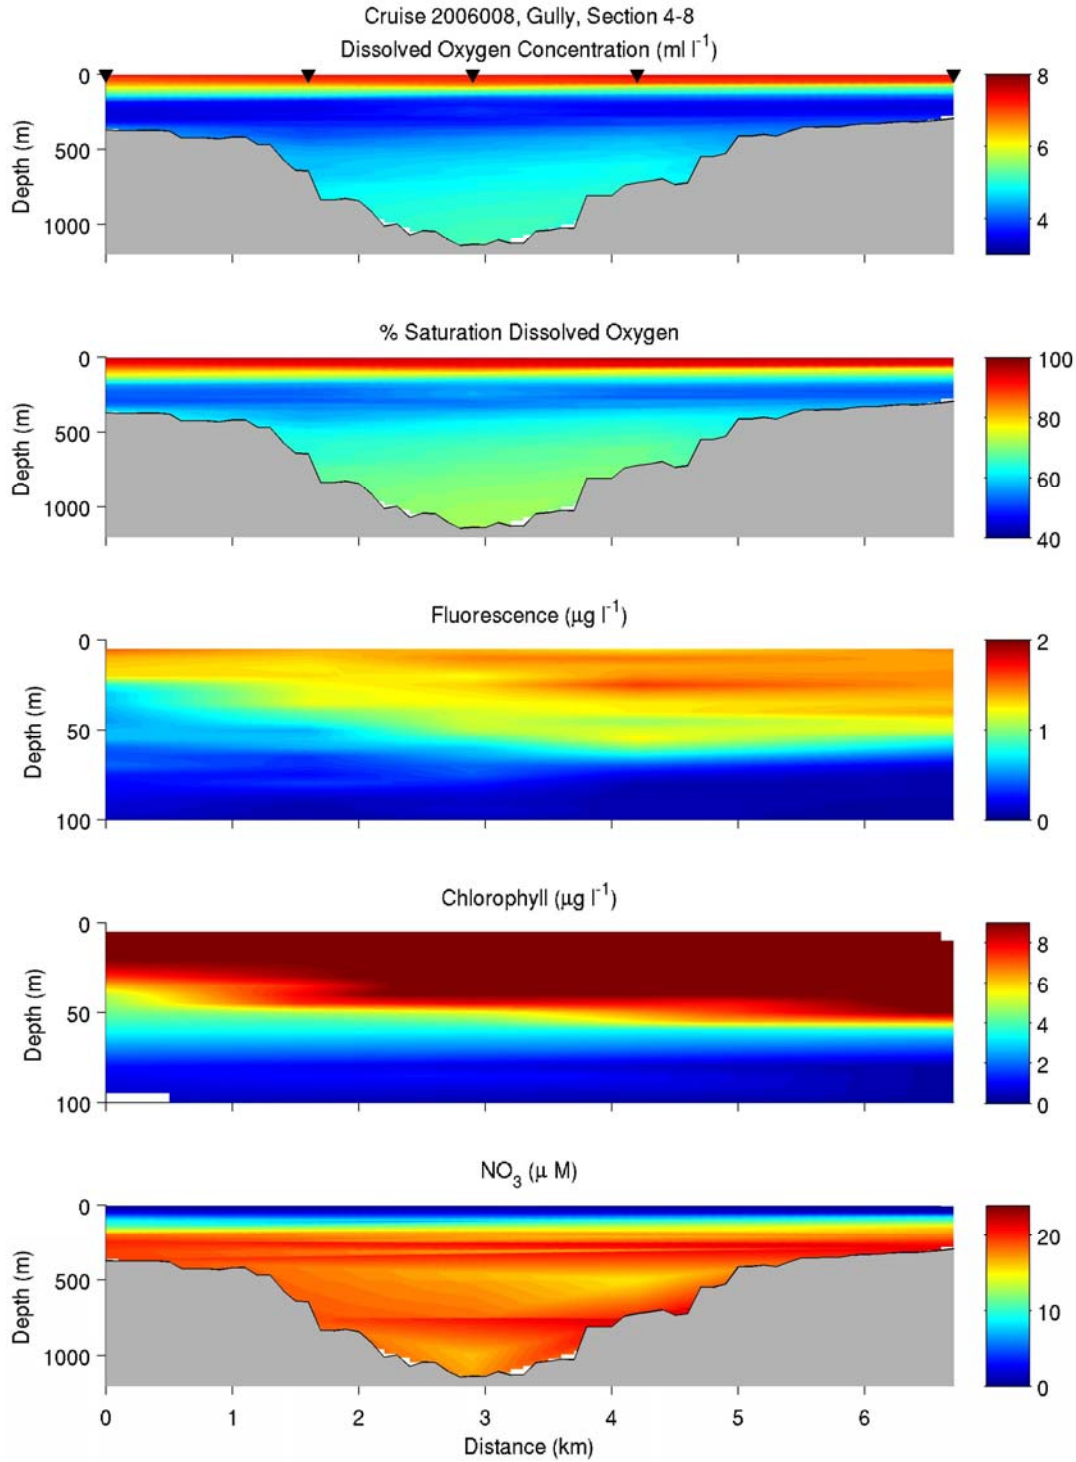 Cruise 2006008, Gully, Section 4-8
Dissolved Oxygen Concentration (ml l⁻¹)
0
500
1000
Depth (m)
8
6
4
% Saturation Dissolved Oxygen
0
500
1000
Depth (m)
100
80
60
40
Fluorescence (μg l⁻¹)
0
50
100
Depth (m)
2
1
0
Chlorophyll (μg l⁻¹)
0
50
100
Depth (m)
8
6
4
2
0
NO₃ (μ M)
0
500
1000
Depth (m)
20
10
0
0 1 2 3 4 5 6
Distance (km)